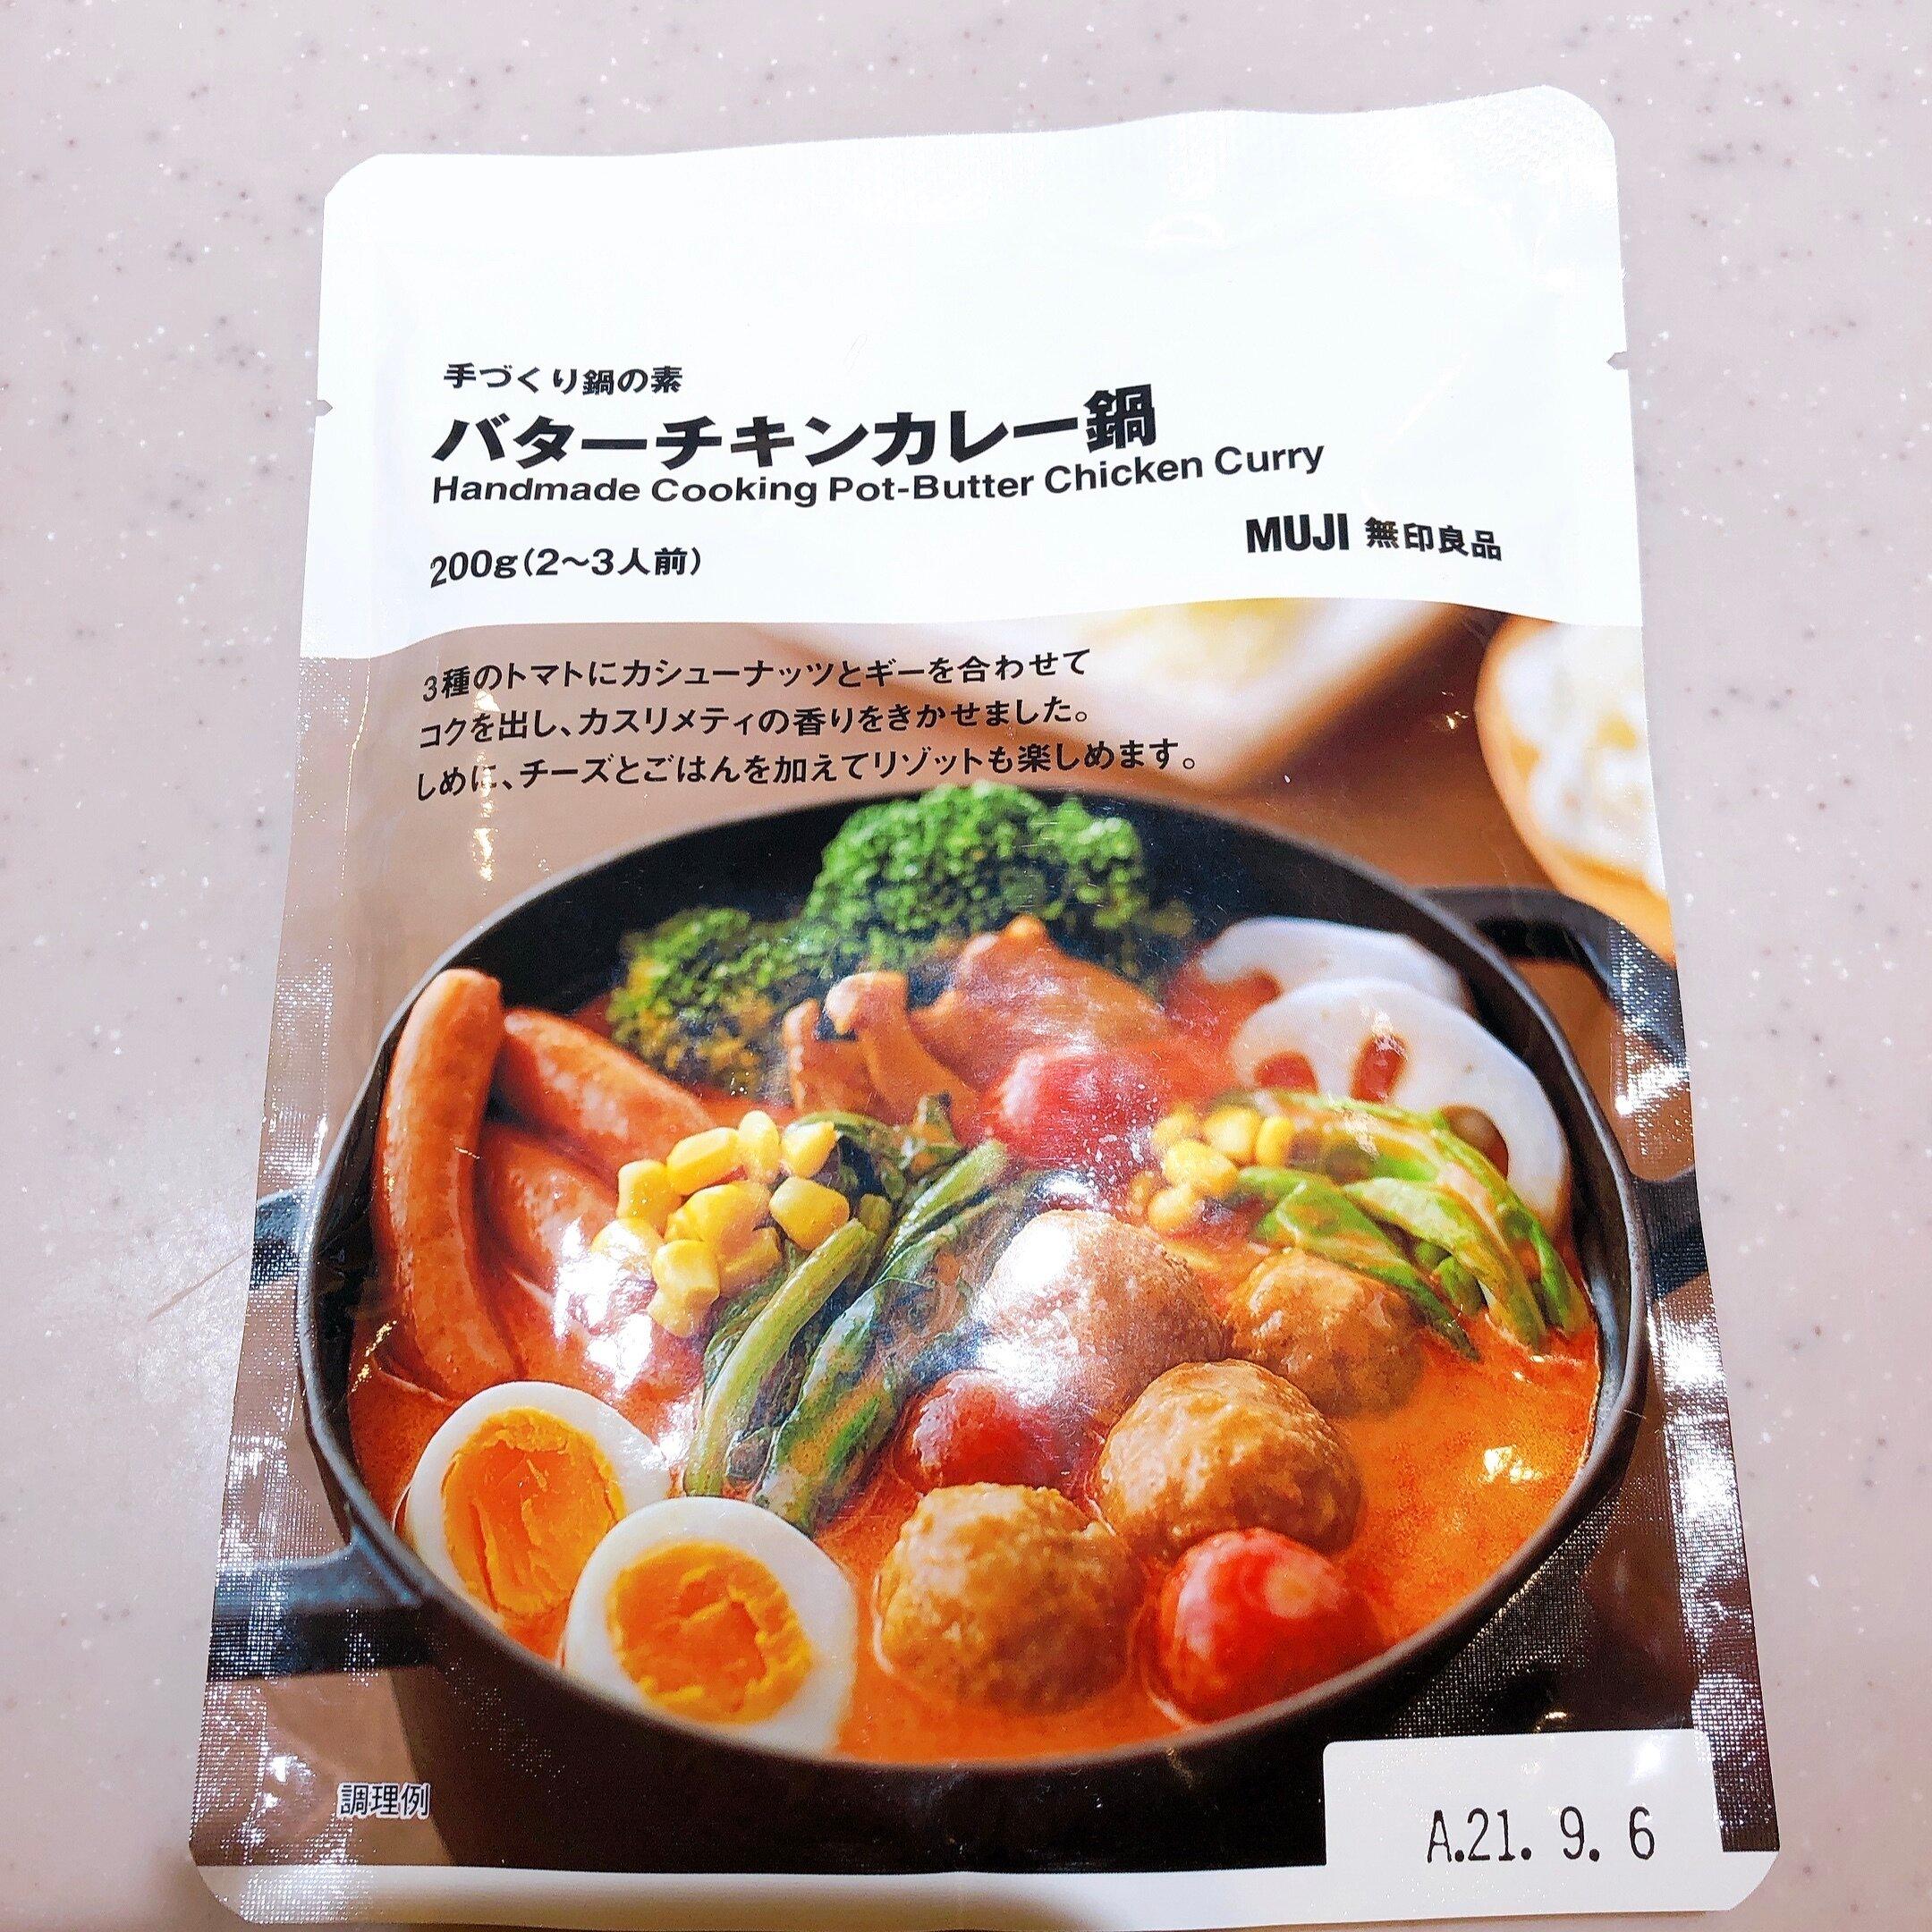 手づくり鍋の素
バターチキンカレー鍋
Handmade Cooking Pot-Butter Chicken Curry
200g(2〜3人前)
MUJI 無印良品
3種のトマトにカシューナッツとギーを合わせて
コクを出し、カスリメティの香りをきかせました。
しめに、チーズとごはんを加えてリゾットも楽しめます。
調理例
A.21. 9. 6